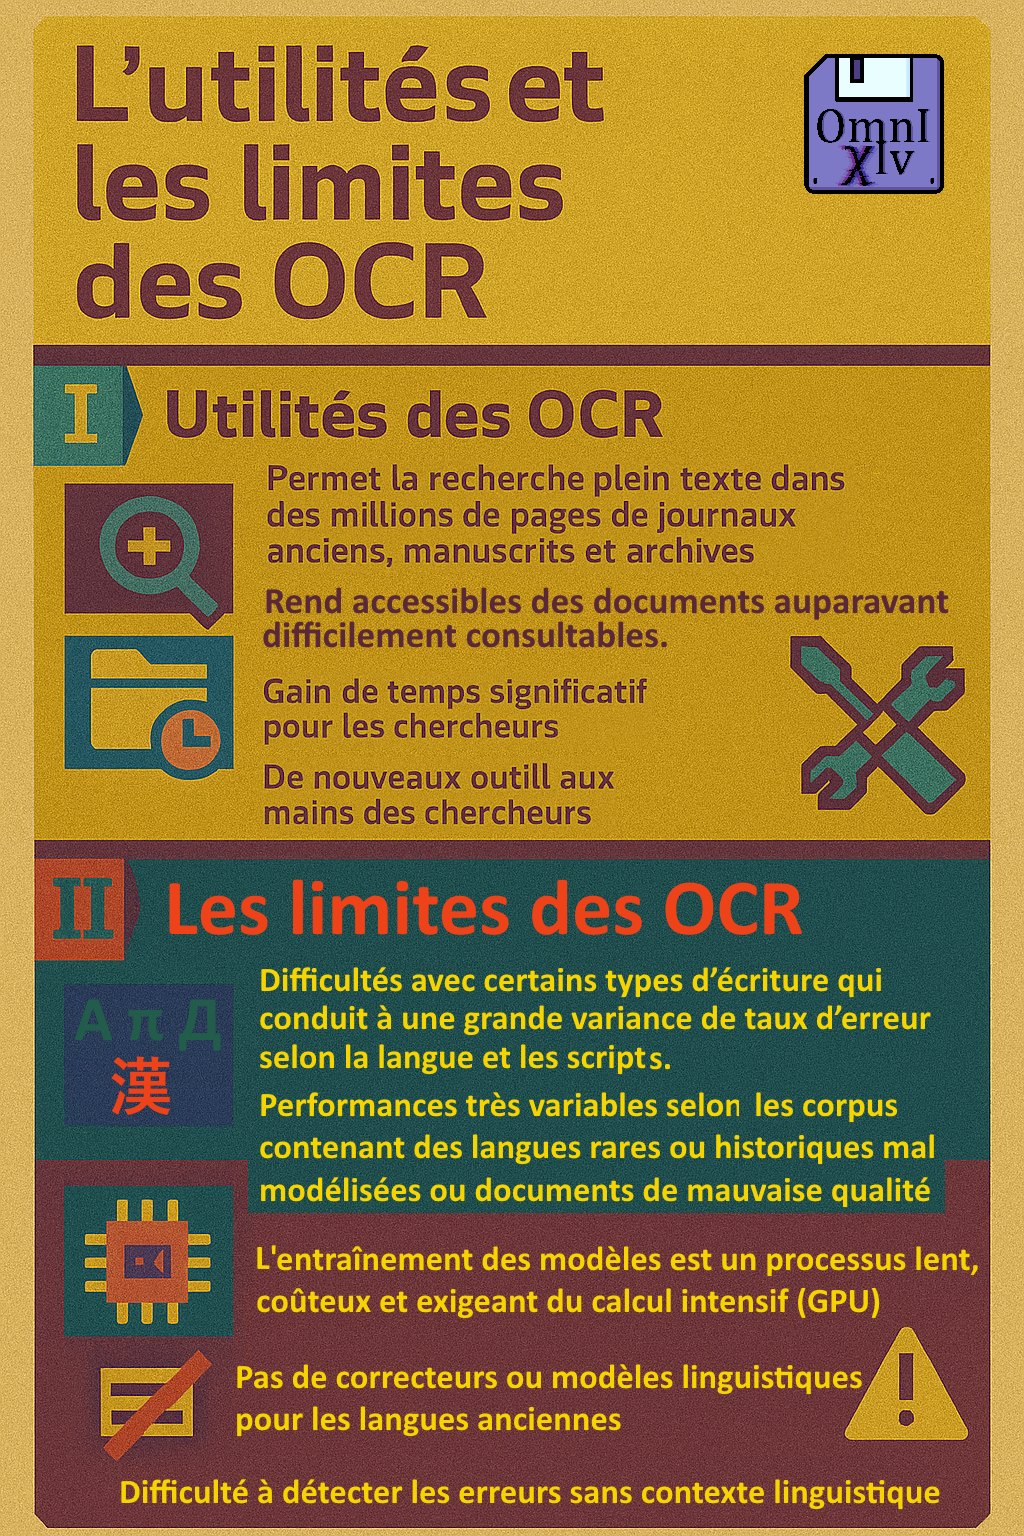 L'utilités et
les limites
des OCR
OmnI
χIv
I
Utilités des OCR
Permet la recherche plein texte dans
des millions de pages de journaux
anciens, manuscrits et archives
Rend accessibles des documents auparavant
difficilement consultables.
Gain de temps significatif
pour les chercheurs
De nouveaux outill aux
mains des chercheurs
II
Les limites des OCR
Difficultés avec certains types d'écriture qui
conduit à une grande variance de taux d'erreur
selon la langue et les scripts.
А π Д
漢
Performances très variables selon les corpus
contenant des langues rares ou historiques mal
modélisées ou documents de mauvaise qualité
L'entraînement des modèles est un processus lent,
coûteux et exigeant du calcul intensif (GPU)
Pas de correcteurs ou modèles linguistiques
pour les langues anciennes
!
Difficulté à détecter les erreurs sans contexte linguistique